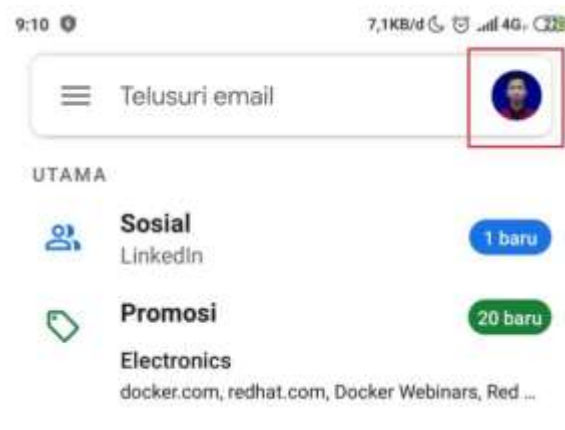 9:10 7,1KB/d 4G
Telusuri email
UTAMA
Sosial 1 baru
LinkedIn
Promosi 20 baru
Electronics
docker.com, redhat.com, Docker Webinars, Red ...